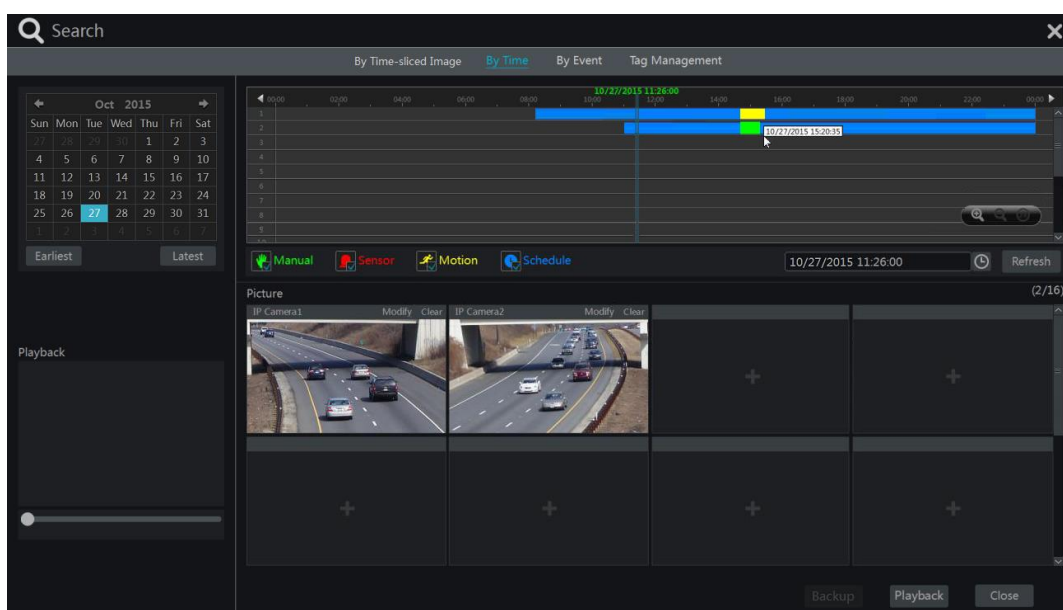 Search
By Time-sliced Image By Time By Event Tag Management
Oct 2015
Sun Mon Tue Wed Thu Fri Sat
27 28 29 30 1 2 3
4 5 6 7 8 9 10
11 12 13 14 15 16 17
18 19 20 21 22 23 24
25 26 27 28 29 30 31
1 2 3 4 5 6 7
Earliest Latest
10/27/2015 11:26:00
00:00 02:00 04:00 06:00 08:00 10:00 12:00 14:00 16:00 18:00 20:00 22:00 00:00
1
2
10/27/2015 15:20:35
3
4
5
6
7
8
9
Manual Sensor Motion Schedule 10/27/2015 11:26:00 Refresh
Picture (2/16)
IP Camera1 Modify Clear IP Camera2 Modify Clear
Playback
Backup Playback Close